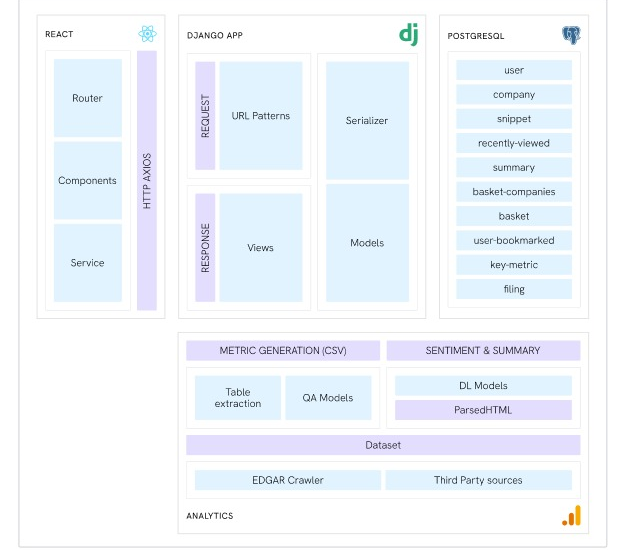 REACT
Router
Components
Service
HTTP AXIOS
DJANGO APP
dj
REQUEST
URL Patterns
RESPONSE
Views
Serializer
Models
POSTGRESQL
user
company
snippet
recently-viewed
summary
basket-companies
basket
user-bookmarked
key-metric
filing
METRIC GENERATION (CSV)
SENTIMENT & SUMMARY
Table
extraction
QA Models
DL Models
ParsedHTML
Dataset
EDGAR Crawler
Third Party sources
ANALYTICS